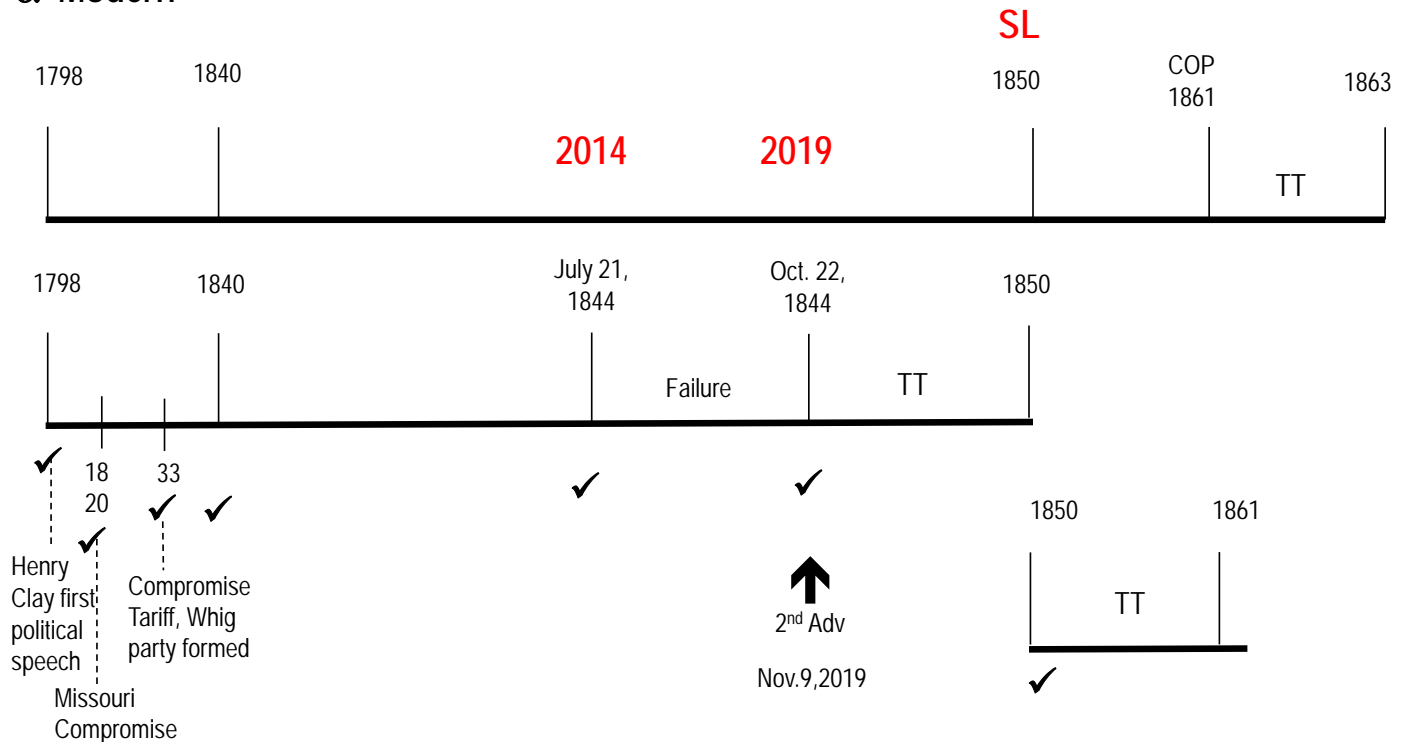 Modern
SL
1798
1840
1850
COP
1861
1863
2014
2019
TT
1798
1840
July 21,
1844
Oct. 22,
1844
1850
Failure
TT
18
20
33
1850
1861
Henry
Clay first
political
speech
Compromise
Tariff, Whig
party formed
Missouri
Compromise
2nd Adv
Nov.9,2019
TT